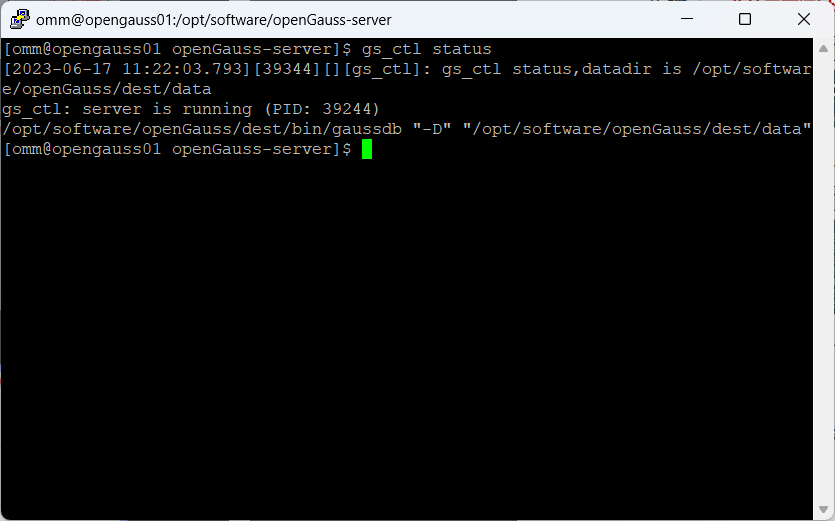 omm@opengauss01:/opt/software/openGauss-server
[omm@opengauss01 openGauss-server]$ gs_ctl status
[2023-06-17 11:22:03.793][39344][][gs_ctl]: gs_ctl status,datadir is /opt/softwar
e/openGauss/dest/data
gs_ctl: server is running (PID: 39244)
/opt/software/openGauss/dest/bin/gaussdb "-D" "/opt/software/openGauss/dest/data"
[omm@opengauss01 openGauss-server]$